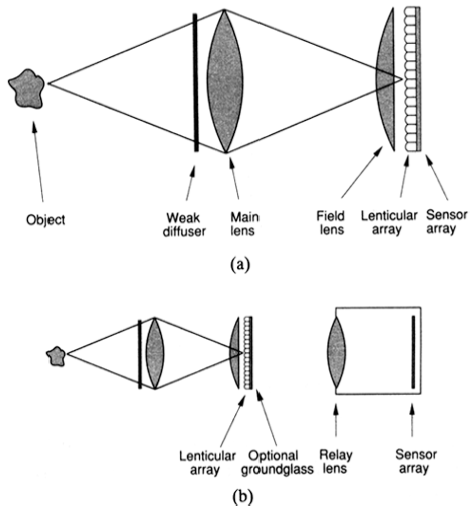 Object
Weak diffuser
Main lens
Field lens
Lenticular array
Sensor array
(a)
Lenticular array
Optional groundglass
Relay lens
Sensor array
(b)